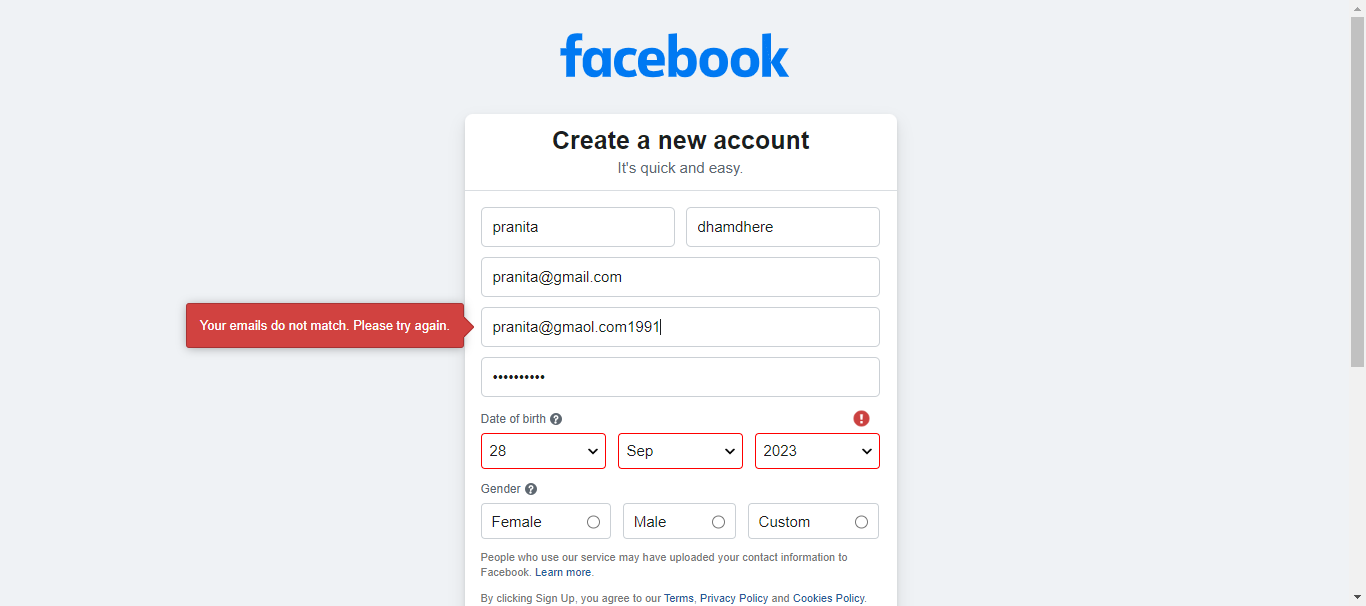 facebook
Create a new account
It's quick and easy.
pranita dhamdhere
pranita@gmail.com
Your emails do not match. Please try again. pranita@gmaol.com1991
••••••••••
Date of birth ?
28 Sep 2023
Gender ?
Female Male Custom
People who use our service may have uploaded your contact information to
Facebook. Learn more.
By clicking Sign Up, you agree to our Terms, Privacy Policy and Cookies Policy.